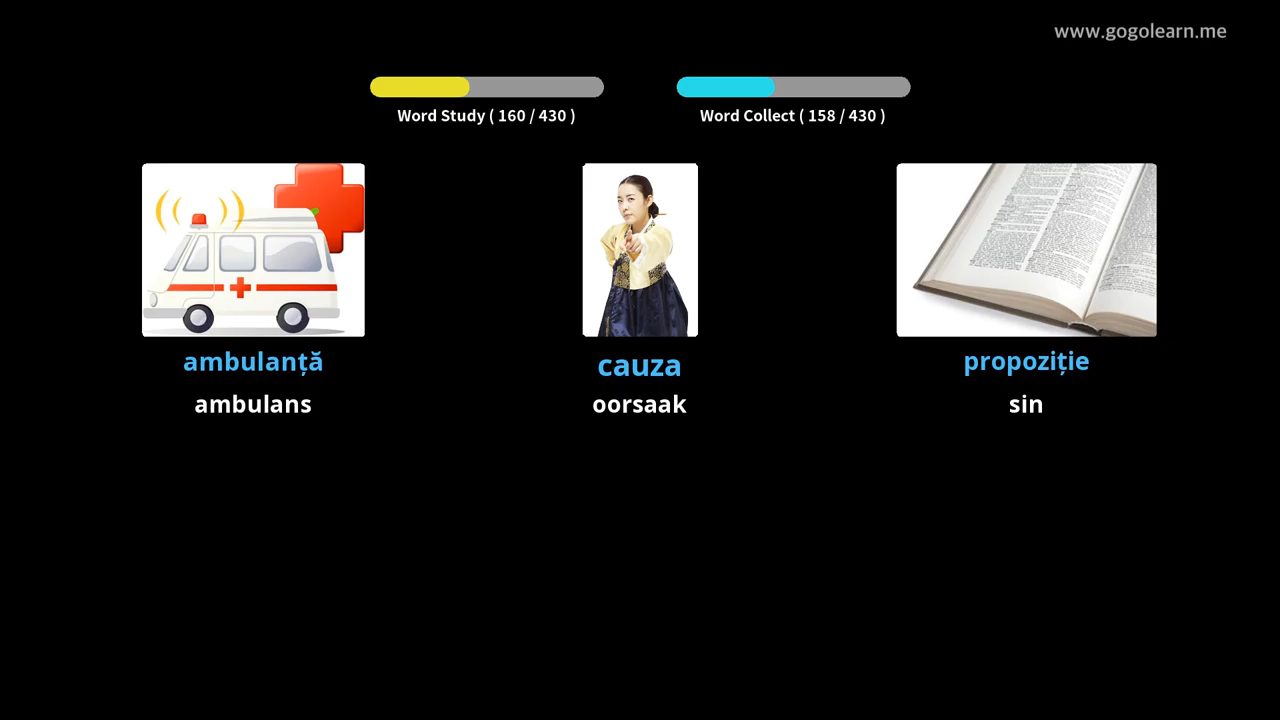 www.gogolearn.me
Word Study ( 160 / 430 )
Word Collect ( 158 / 430 )
ambulanță
cauza
propoziție
ambulans
oorsaak
sin